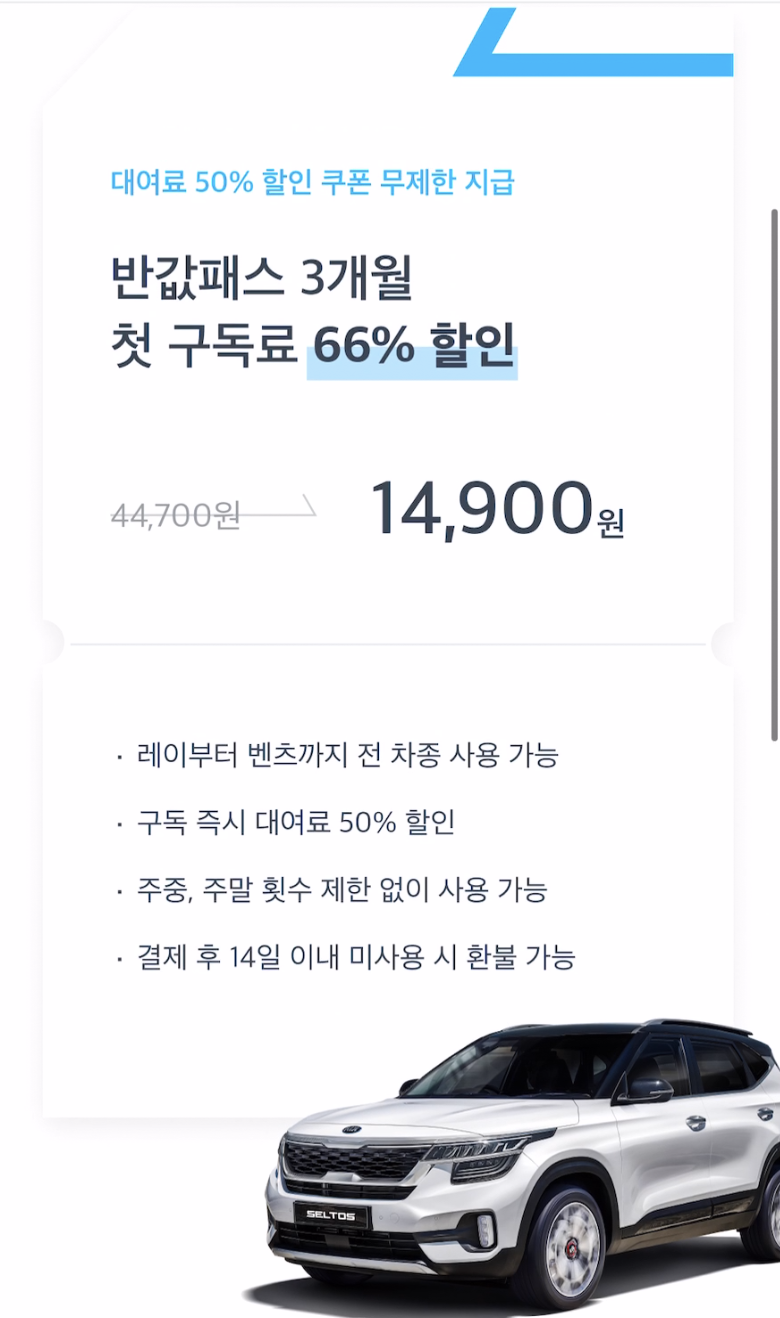 대여료 50% 할인 쿠폰 무제한 지급
반값패스 3개월
첫 구독료 66% 할인
44,700원 14,900원
· 레이부터 벤츠까지 전 차종 사용 가능
· 구독 즉시 대여료 50% 할인
· 주중, 주말 횟수 제한 없이 사용 가능
· 결제 후 14일 이내 미사용 시 환불 가능
SELTOS